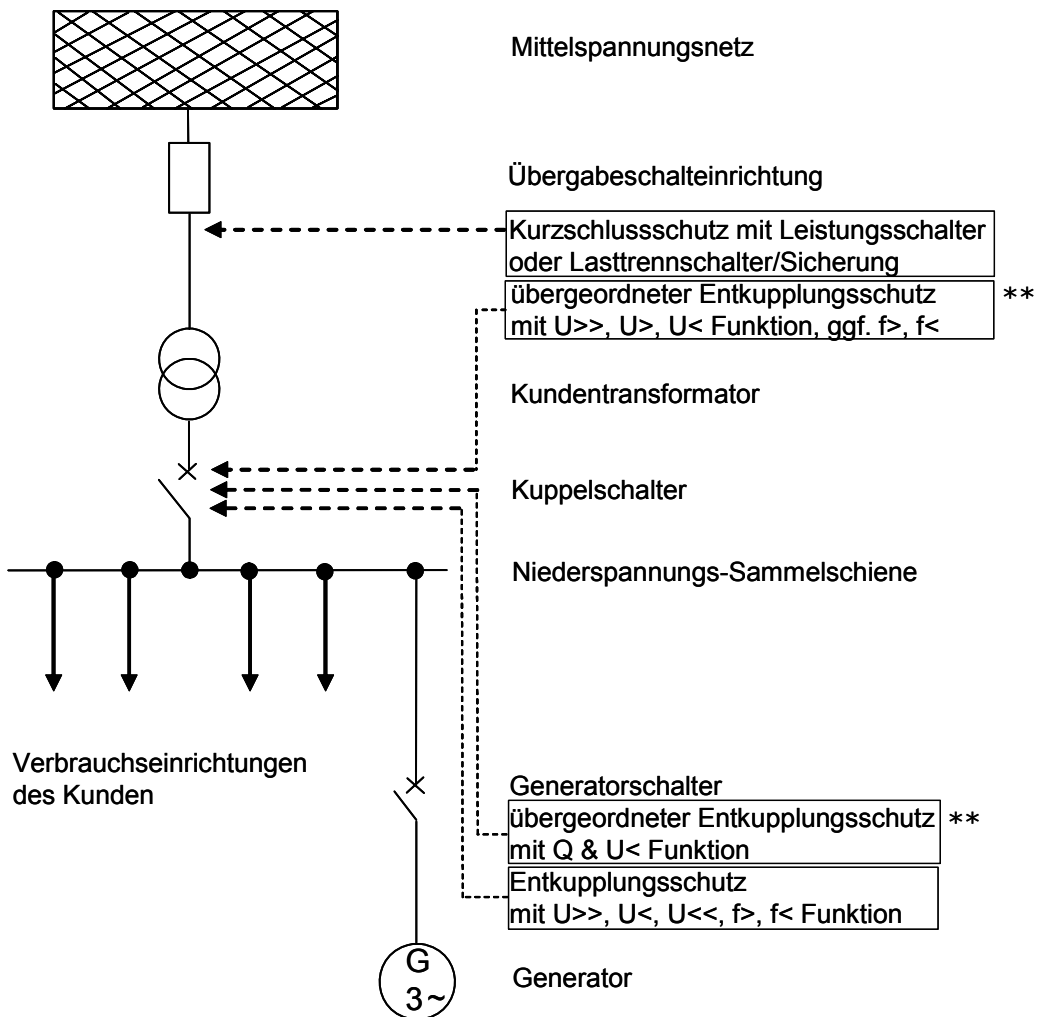 Mittelspannungsnetz
Übergabeschalteinrichtung
Kurzschlussschutz mit Leistungsschalter
oder Lasttrennschalter/Sicherung
übergeordneter Entkupplungsschutz **
mit U>>, U>, U< Funktion, ggf. f>, f<
Kundentransformator
Kuppelschalter
Niederspannungs-Sammelschiene
Verbrauchseinrichtungen
des Kunden
Generatorschalter
übergeordneter Entkupplungsschutz **
mit Q & U< Funktion
Entkupplungsschutz
mit U>>, U<, U<<, f>, f< Funktion
G
3~
Generator